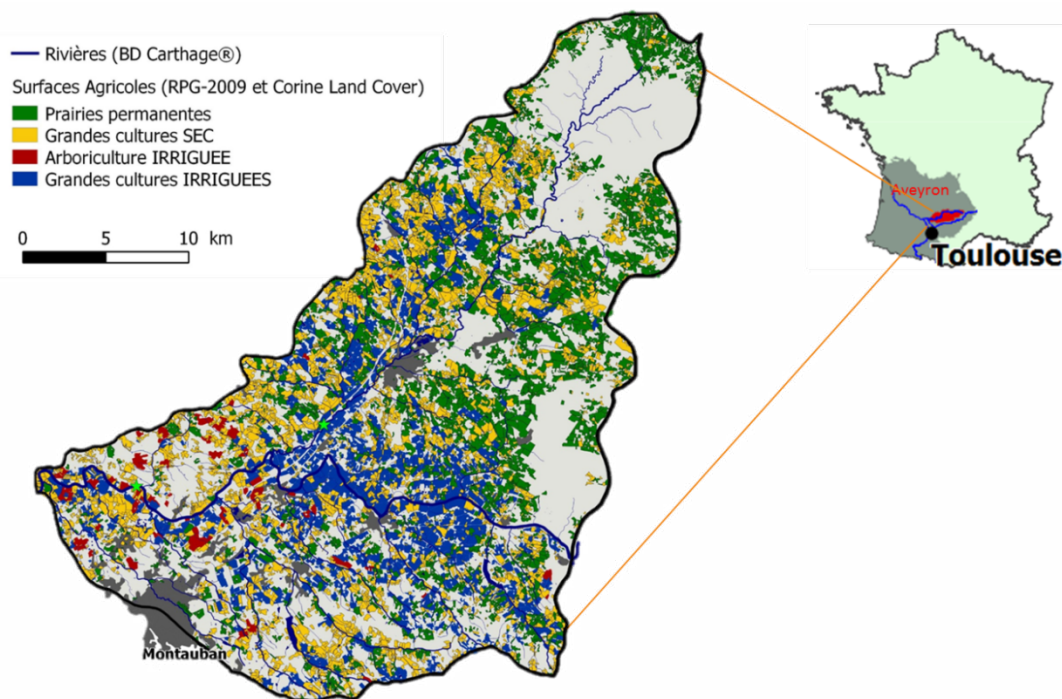 Rivières (BD Carthage®)
Surfaces Agricoles (RPG-2009 et Corine Land Cover)
Prairies permanentes
Grandes cultures SEC
Arboriculture IRRIGUEE
Grandes cultures IRRIGUEES
0 5 10 km
Aveyron
Toulouse
Montauban